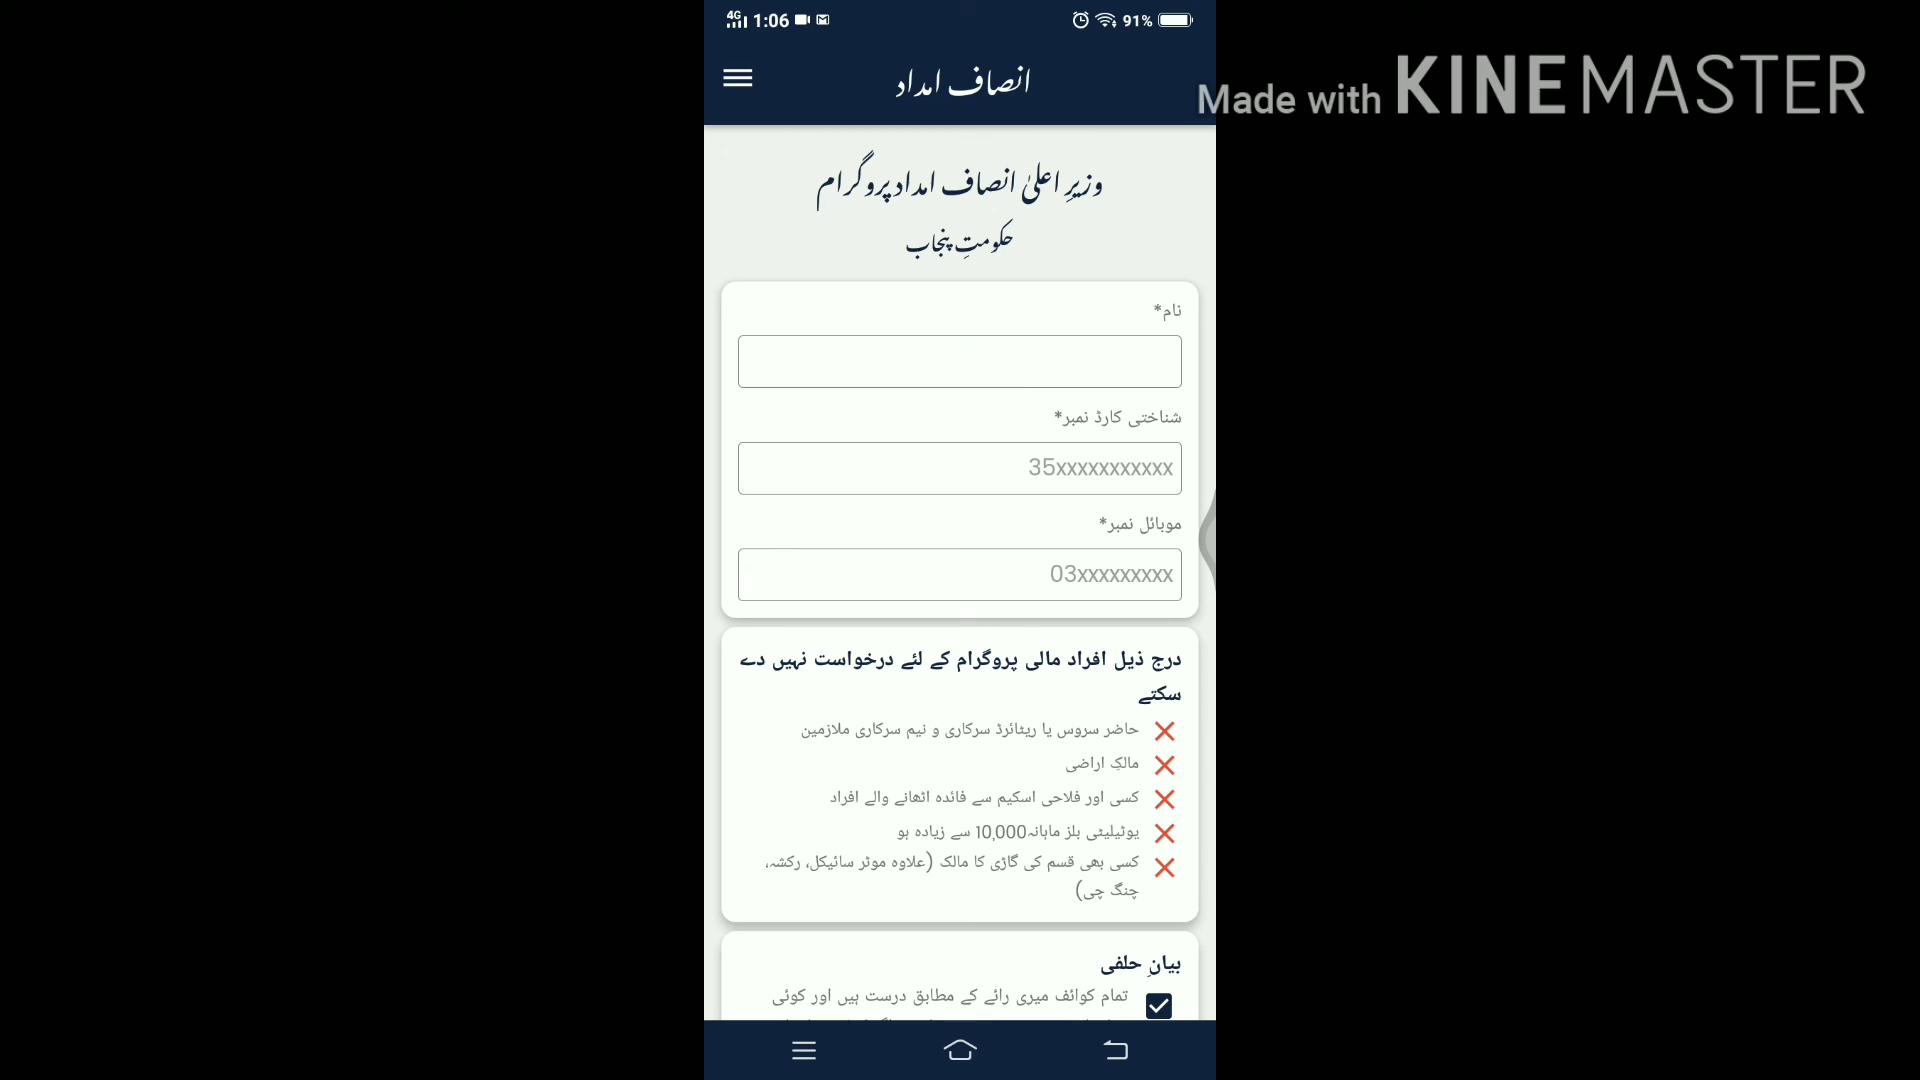 4G 1:06 91%
انصاف امداد
Made with KINEMASTER
وزیرِ اعلیٰ انصاف امداد پروگرام
حکومتِ پنجاب
نام*
شناختی کارڈ نمبر*
35xxxxxxxxxxx
موبائل نمبر*
03xxxxxxxxx
درج ذیل افراد مالی پروگرام کے لئے درخواست نہیں دے
سکتے
حاضر سروس یا ریٹائرڈ سرکاری و نیم سرکاری ملازمین
مالکِ اراضی
کسی اور فلاحی اسکیم سے فائدہ اٹھانے والے افراد
یوٹیلیٹی بلز ماہانہ10,000 سے زیادہ ہو
کسی بھی قسم کی گاڑی کا مالک (علاوہ موٹر سائیکل، رکشہ،
چنگ چی)
بیانِ حلفی
تمام کوائف میری رائے کے مطابق درست ہیں اور کوئی